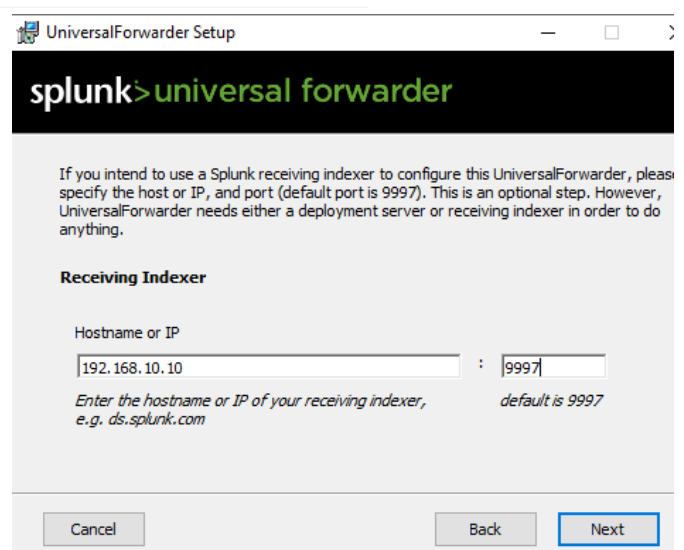 UniversalForwarder Setup
splunk>universal forwarder
If you intend to use a Splunk receiving indexer to configure this UniversalForwarder, please
specify the host or IP, and port (default port is 9997). This is an optional step. However,
UniversalForwarder needs either a deployment server or receiving indexer in order to do
anything.
Receiving Indexer
Hostname or IP
192.168.10.10 : 9997
Enter the hostname or IP of your receiving indexer, default is 9997
e.g. ds.splunk.com
Cancel Back Next